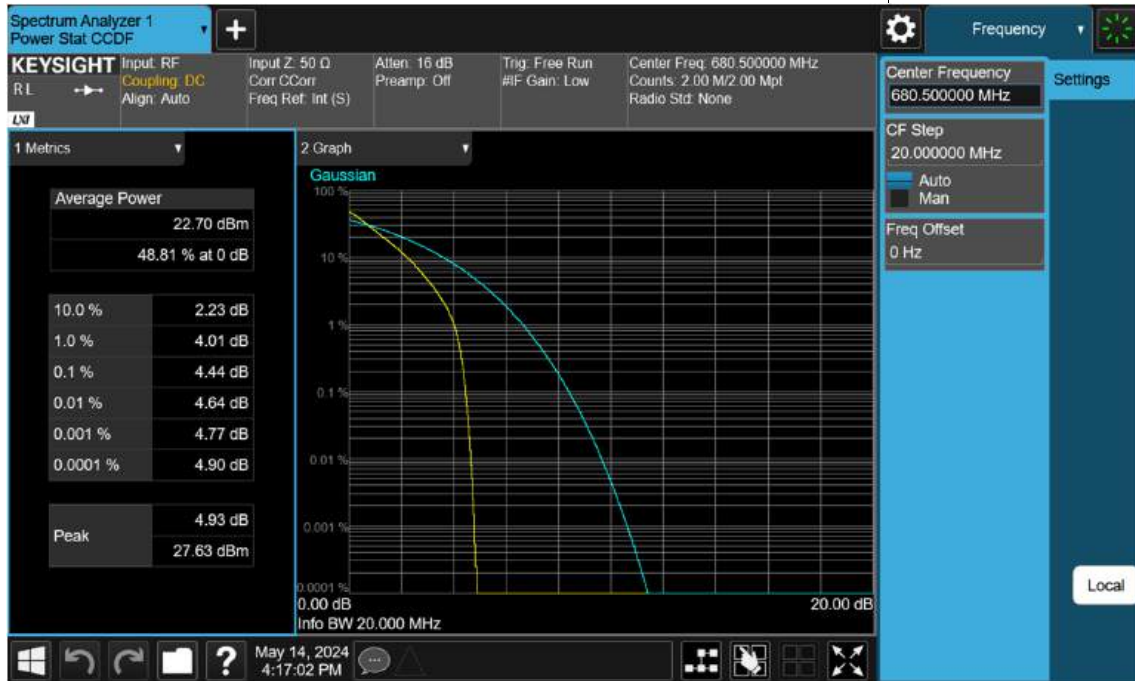 Spectrum Analyzer 1
Power Stat CCDF
+
Frequency
KEYSIGHT
RL
LXI
Input: RF
Coupling: DC
Align: Auto
Input Z: 50 Ω
Corr CCorr
Freq Ref: Int (S)
Atten: 16 dB
Preamp: Off
Trig: Free Run
#IF Gain: Low
Center Freq: 680.500000 MHz
Counts: 2.00 M/2.00 Mpt
Radio Std: None
Center Frequency
680.500000 MHz
Settings
CF Step
20.000000 MHz
Auto
Man
Freq Offset
0 Hz
1 Metrics
Average Power
22.70 dBm
48.81 % at 0 dB
10.0 % 2.23 dB
1.0 % 4.01 dB
0.1 % 4.44 dB
0.01 % 4.64 dB
0.001 % 4.77 dB
0.0001 % 4.90 dB
Peak
4.93 dB
27.63 dBm
2 Graph
Gaussian
100 %
10 %
1 %
0.1 %
0.01 %
0.001 %
0.0001 %
0.00 dB 20.00 dB
Info BW 20.000 MHz
Local
?
May 14, 2024
4:17:02 PM